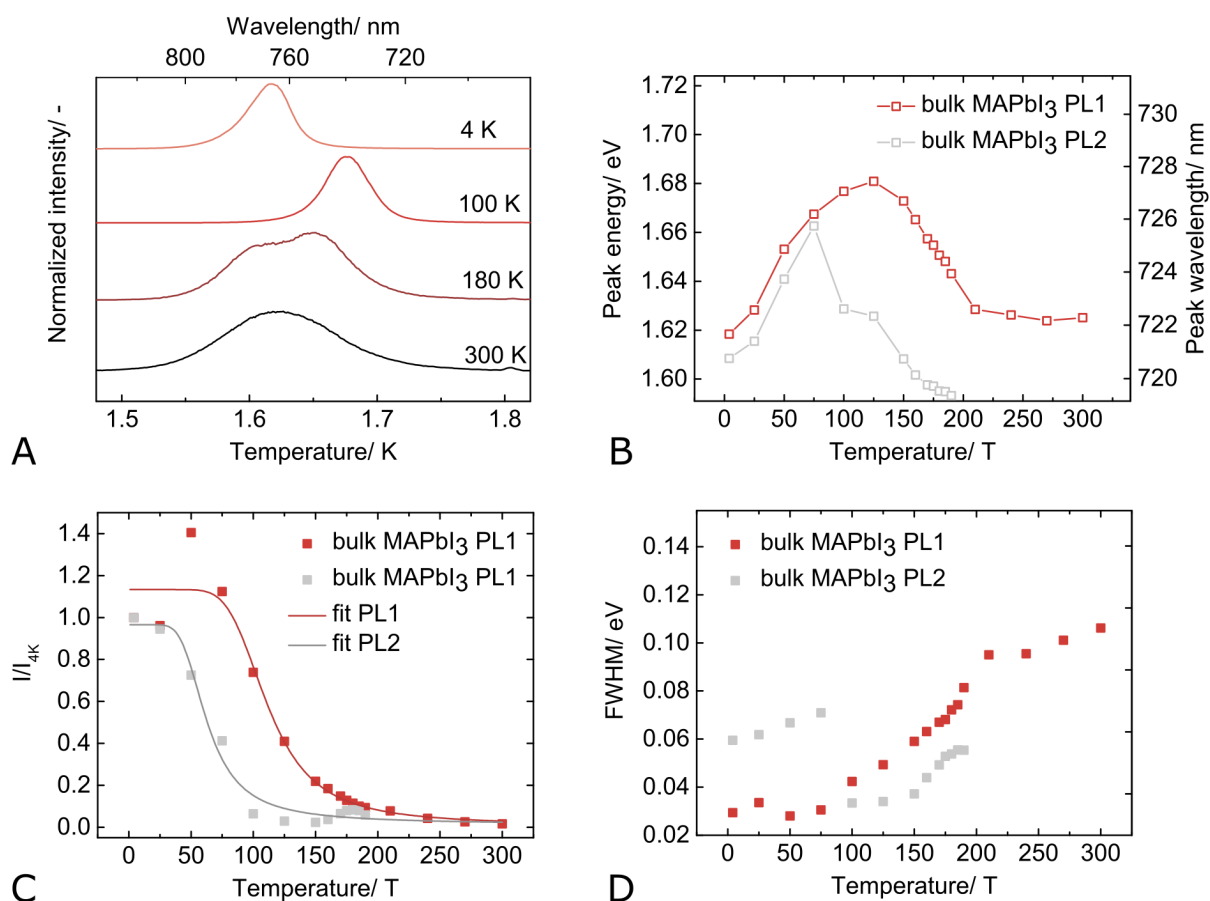 Wavelength/ nm
800 760 720
Normalized intensity/ -
4 K
100 K
180 K
300 K
1.5 1.6 1.7 1.8
Temperature/ K
A
1.72
1.70
1.68
1.66
1.64
1.62
1.60
Peak energy/ eV
bulk MAPbI3 PL1
bulk MAPbI3 PL2
730
728
726
724
722
720
Peak wavelength/ nm
0 50 100 150 200 250 300
Temperature/ T
B
1.4
1.2
1.0
0.8
0.6
0.4
0.2
0.0
I/I4K
bulk MAPbI3 PL1
bulk MAPbI3 PL1
fit PL1
fit PL2
0 50 100 150 200 250 300
Temperature/ T
C
0.14
0.12
0.10
0.08
0.06
0.04
0.02
FWHM/ eV
bulk MAPbI3 PL1
bulk MAPbI3 PL2
0 50 100 150 200 250 300
Temperature/ T
D